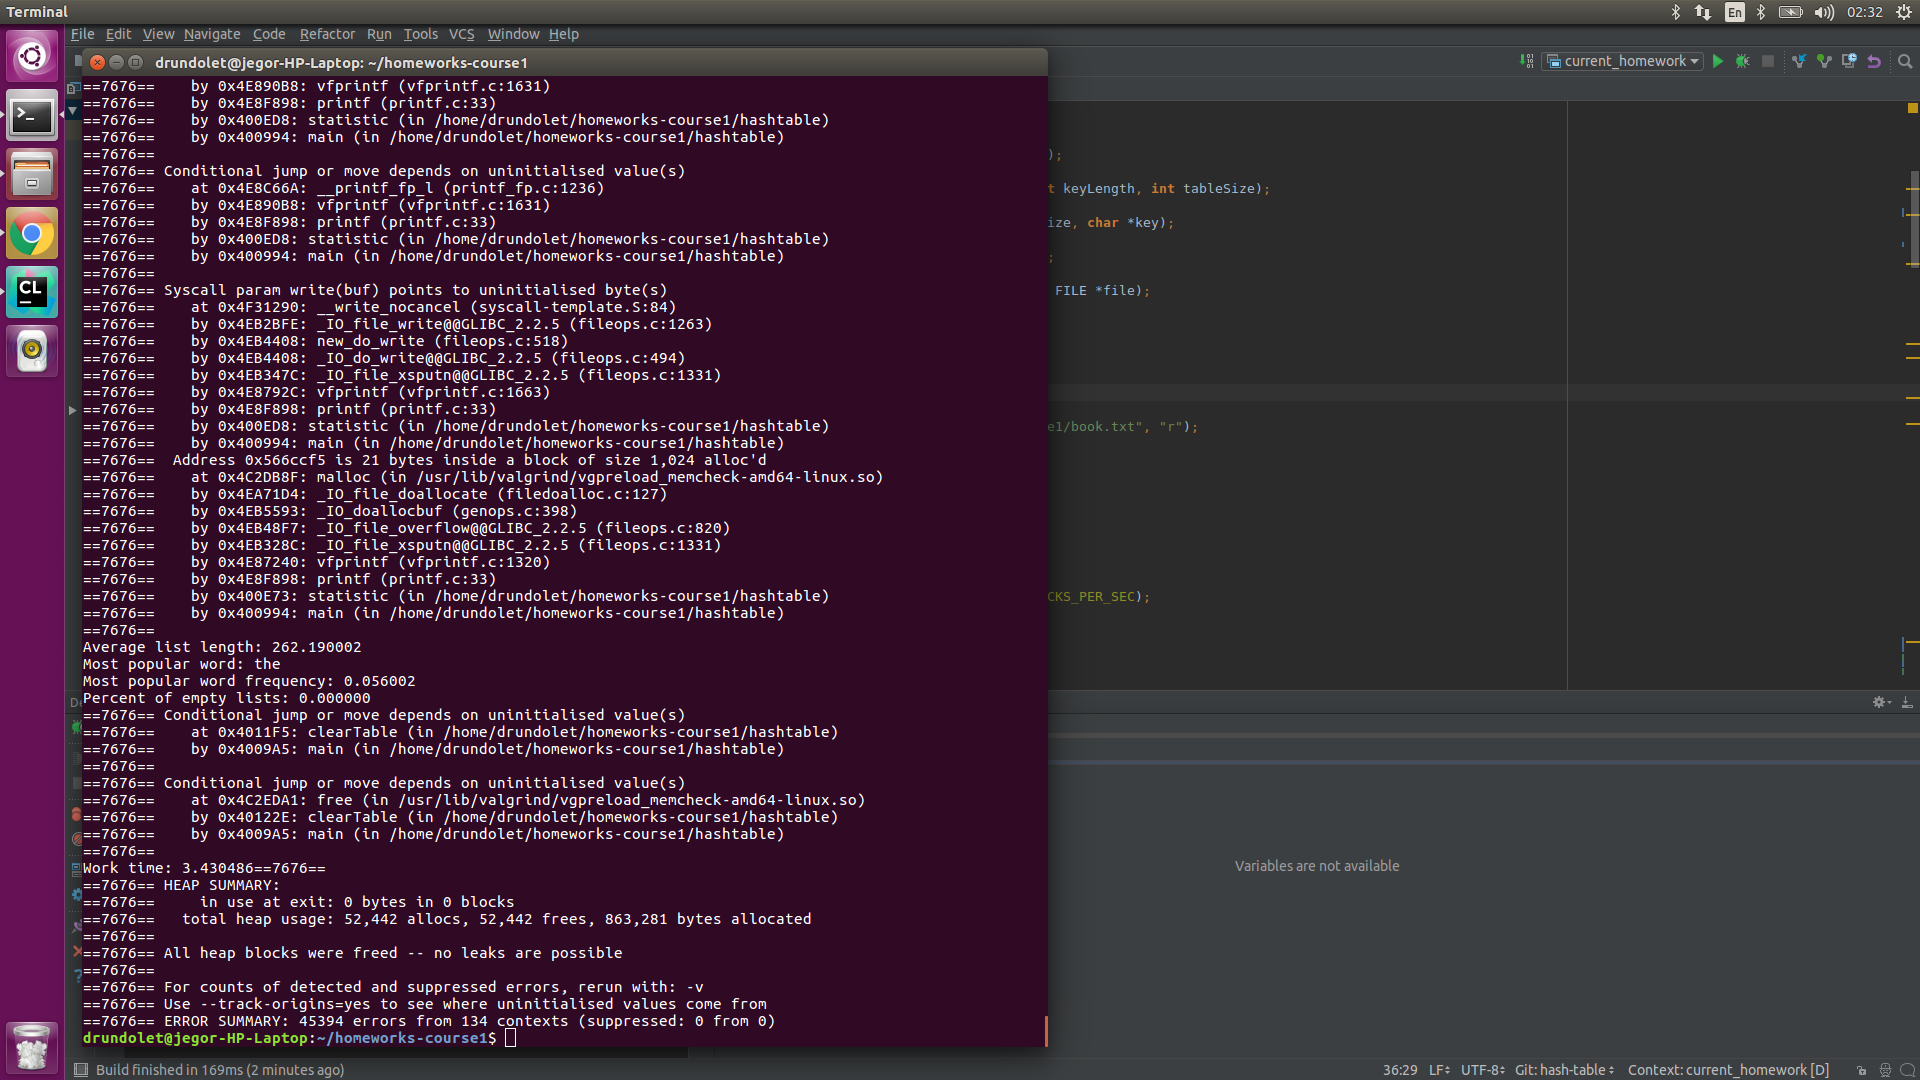 Terminal
En
02:32
File Edit View Navigate Code Refactor Run Tools VCS Window Help
drundolet@jegor-HP-Laptop: ~/homeworks-course1
current_homework
==7676==    by 0x4E890B8: vfprintf (vfprintf.c:1631)
==7676==    by 0x4E8F898: printf (printf.c:33)
==7676==    by 0x400ED8: statistic (in /home/drundolet/homeworks-course1/hashtable)
==7676==    by 0x400994: main (in /home/drundolet/homeworks-course1/hashtable)
==7676==
);
==7676== Conditional jump or move depends on uninitialised value(s)
==7676==    at 0x4E8C66A: __printf_fp_l (printf_fp.c:1236)
t keyLength, int tableSize);
==7676==    by 0x4E890B8: vfprintf (vfprintf.c:1631)
==7676==    by 0x4E8F898: printf (printf.c:33)
ize, char *key);
==7676==    by 0x400ED8: statistic (in /home/drundolet/homeworks-course1/hashtable)
==7676==    by 0x400994: main (in /home/drundolet/homeworks-course1/hashtable)
;
==7676==
==7676== Syscall param write(buf) points to uninitialised byte(s)
FILE *file);
==7676==    at 0x4F31290: __write_nocancel (syscall-template.S:84)
==7676==    by 0x4EB2BFE: _IO_file_write@@GLIBC_2.2.5 (fileops.c:1263)
==7676==    by 0x4EB4408: new_do_write (fileops.c:518)
==7676==    by 0x4EB4408: _IO_do_write@@GLIBC_2.2.5 (fileops.c:494)
==7676==    by 0x4EB347C: _IO_file_xsputn@@GLIBC_2.2.5 (fileops.c:1331)
==7676==    by 0x4E8792C: vfprintf (vfprintf.c:1663)
==7676==    by 0x4E8F898: printf (printf.c:33)
==7676==    by 0x400ED8: statistic (in /home/drundolet/homeworks-course1/hashtable)
e1/book.txt", "r");
==7676==    by 0x400994: main (in /home/drundolet/homeworks-course1/hashtable)
==7676==  Address 0x566ccf5 is 21 bytes inside a block of size 1,024 alloc'd
==7676==    at 0x4C2DB8F: malloc (in /usr/lib/valgrind/vgpreload_memcheck-amd64-linux.so)
==7676==    by 0x4EA71D4: _IO_file_doallocate (filedoalloc.c:127)
==7676==    by 0x4EB5593: _IO_doallocbuf (genops.c:398)
==7676==    by 0x4EB48F7: _IO_file_overflow@@GLIBC_2.2.5 (fileops.c:820)
==7676==    by 0x4EB328C: _IO_file_xsputn@@GLIBC_2.2.5 (fileops.c:1331)
==7676==    by 0x4E87240: vfprintf (vfprintf.c:1320)
==7676==    by 0x4E8F898: printf (printf.c:33)
==7676==    by 0x400E73: statistic (in /home/drundolet/homeworks-course1/hashtable)
CKS_PER_SEC);
==7676==    by 0x400994: main (in /home/drundolet/homeworks-course1/hashtable)
==7676==
Average list length: 262.190002
Most popular word: the
Most popular word frequency: 0.056002
Percent of empty lists: 0.000000
De
==7676== Conditional jump or move depends on uninitialised value(s)
==7676==    at 0x4011F5: clearTable (in /home/drundolet/homeworks-course1/hashtable)
==7676==    by 0x4009A5: main (in /home/drundolet/homeworks-course1/hashtable)
==7676==
==7676== Conditional jump or move depends on uninitialised value(s)
==7676==    at 0x4C2EDA1: free (in /usr/lib/valgrind/vgpreload_memcheck-amd64-linux.so)
==7676==    by 0x40122E: clearTable (in /home/drundolet/homeworks-course1/hashtable)
==7676==    by 0x4009A5: main (in /home/drundolet/homeworks-course1/hashtable)
==7676==
Work time: 3.430486==7676==
Variables are not available
==7676== HEAP SUMMARY:
==7676==     in use at exit: 0 bytes in 0 blocks
==7676==   total heap usage: 52,442 allocs, 52,442 frees, 863,281 bytes allocated
==7676==
==7676== All heap blocks were freed -- no leaks are possible
==7676==
==7676== For counts of detected and suppressed errors, rerun with: -v
==7676== Use --track-origins=yes to see where uninitialised values come from
==7676== ERROR SUMMARY: 45394 errors from 134 contexts (suppressed: 0 from 0)
drundolet@jegor-HP-Laptop:~/homeworks-course1$
CL
Build finished in 169ms (2 minutes ago)
36:29 LF UTF-8 Git: hash-table Context: current_homework [D]